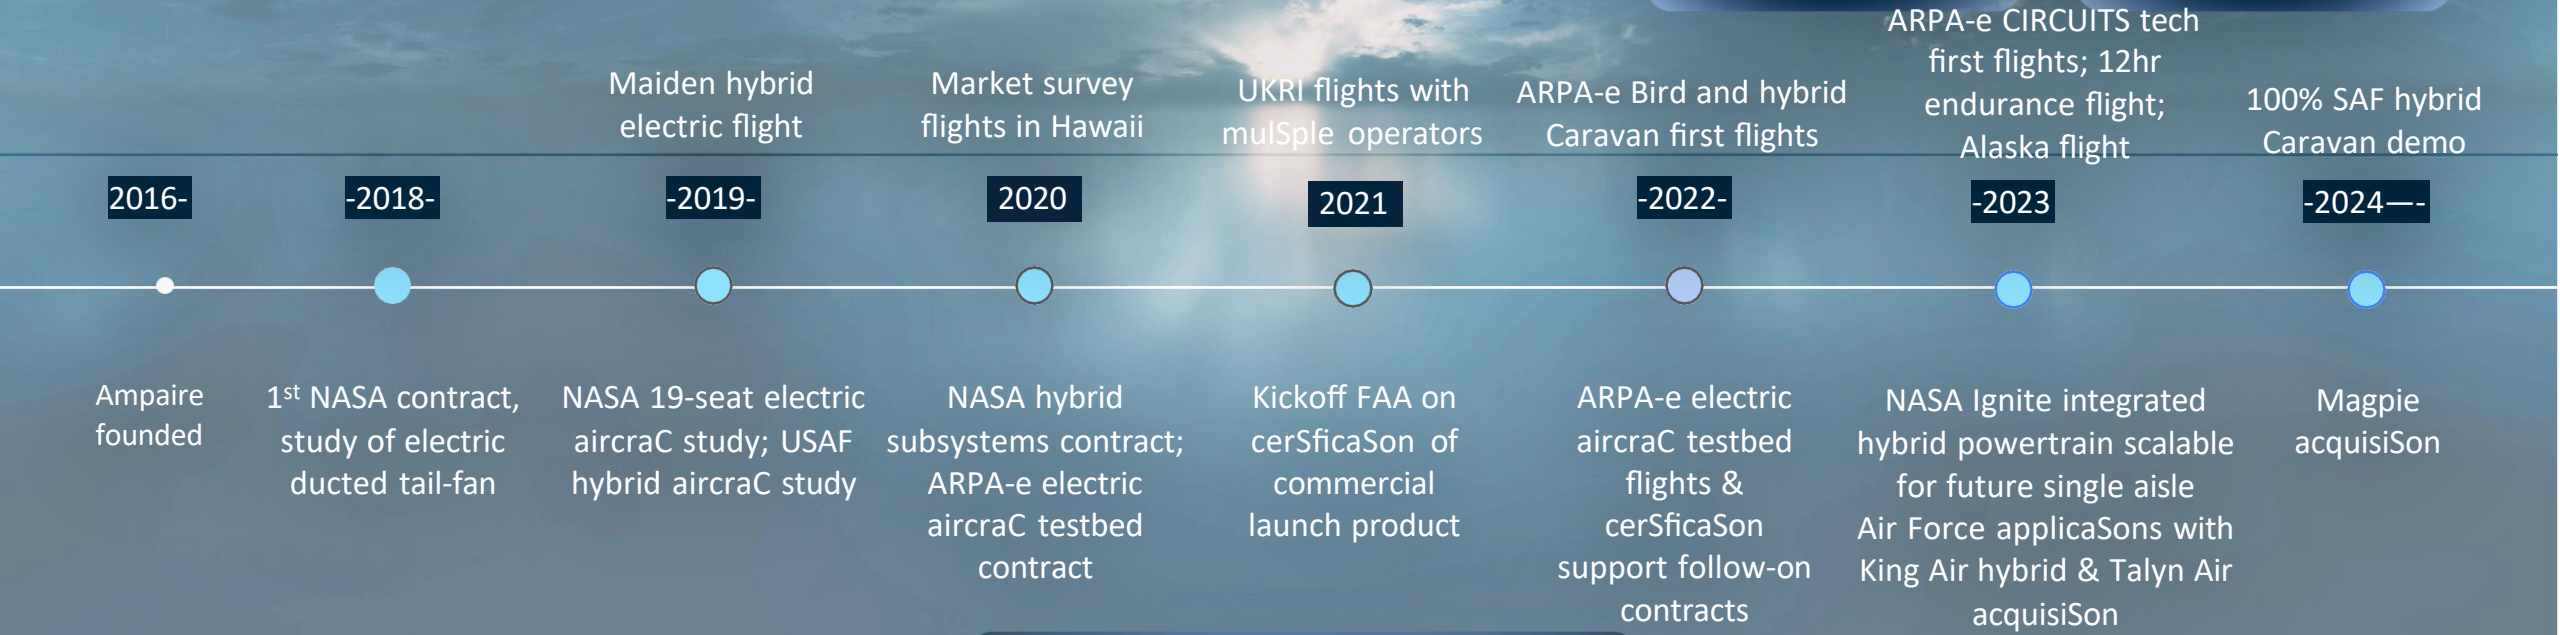 ARPA-e CIRCUITS tech
first flights; 12hr
endurance flight;
Alaska flight
Maiden hybrid
electric flight
Market survey
flights in Hawaii
UKRI flights with
mulSple operators
ARPA-e Bird and hybrid
Caravan first flights
100% SAF hybrid
Caravan demo
2016-
-2018-
-2019-
2020
2021
-2022-
-2023
-2024—-
Ampaire
founded
1st NASA contract,
study of electric
ducted tail-fan
NASA 19-seat electric
aircraC study; USAF
hybrid aircraC study
NASA hybrid
subsystems contract;
ARPA-e electric
aircraC testbed
contract
Kickoff FAA on
cerSficaSon of
commercial
launch product
ARPA-e electric
aircraC testbed
flights &
cerSficaSon
support follow-on
contracts
NASA Ignite integrated
hybrid powertrain scalable
for future single aisle
Air Force applicaSons with
King Air hybrid & Talyn Air
acquisiSon
Magpie
acquisiSon